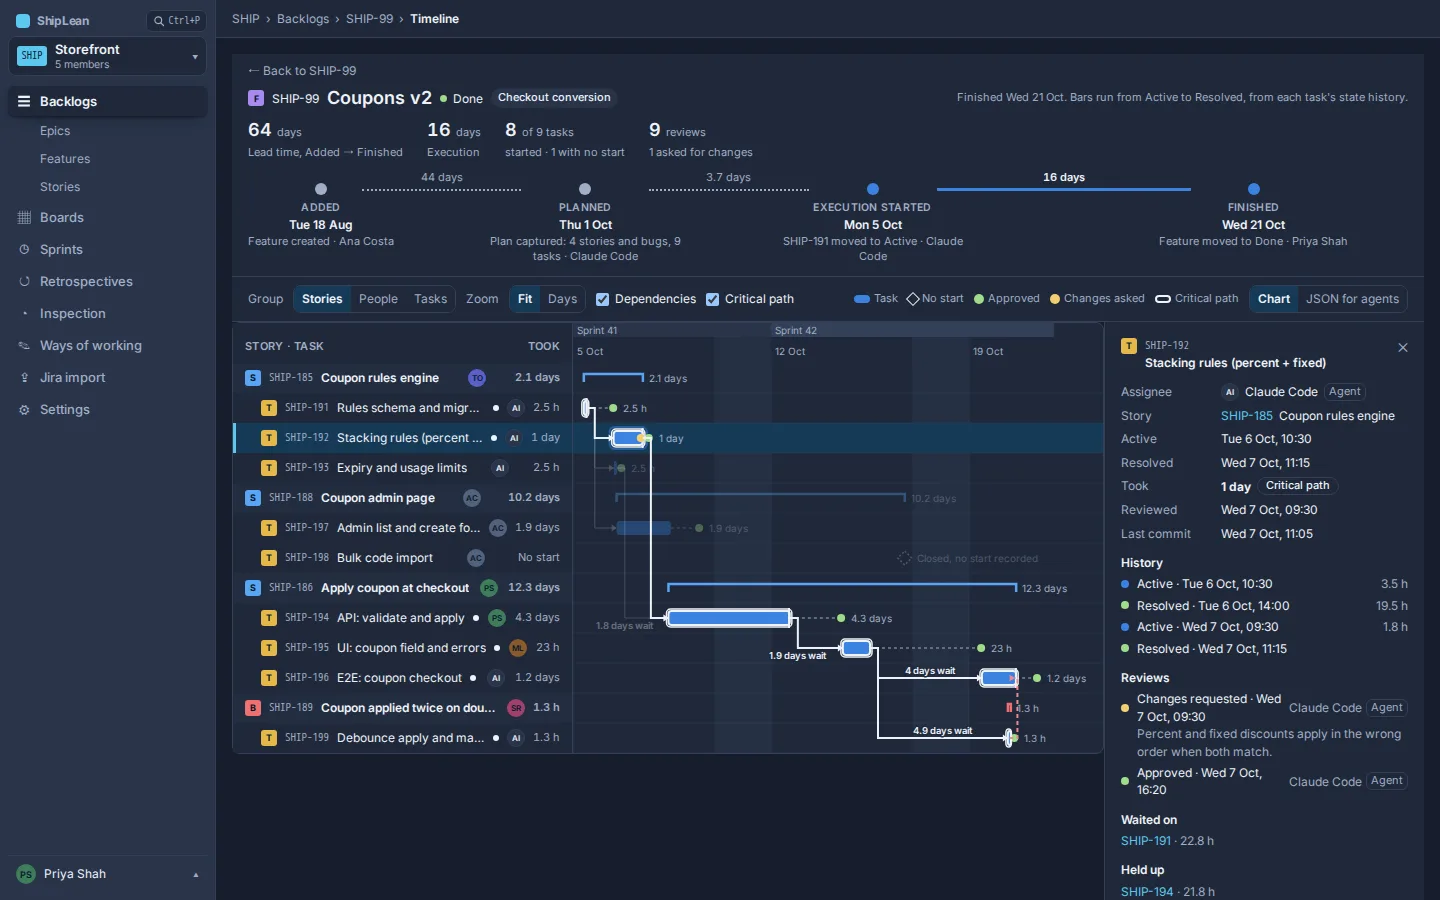 ShipLean
Ctrl+P
SHIP
Storefront
5 members
Backlogs
Epics
Features
Stories
Boards
Sprints
Retrospectives
Inspection
Ways of working
Jira import
Settings
PS Priya Shah
SHIP › Backlogs › SHIP-99 › Timeline
← Back to SHIP-99
F SHIP-99 Coupons v2 Done Checkout conversion
Finished Wed 21 Oct. Bars run from Active to Resolved, from each task's state history.
64 days
Lead time, Added → Finished
16 days
Execution
8 of 9 tasks
started · 1 with no start
9 reviews
1 asked for changes
44 days
3.7 days
16 days
ADDED
Tue 18 Aug
Feature created · Ana Costa
PLANNED
Thu 1 Oct
Plan captured: 4 stories and bugs, 9
tasks · Claude Code
EXECUTION STARTED
Mon 5 Oct
SHIP-191 moved to Active · Claude
Code
FINISHED
Wed 21 Oct
Feature moved to Done · Priya Shah
Group Stories People Tasks Zoom Fit Days Dependencies Critical path
Task No start Approved Changes asked Critical path Chart JSON for agents
STORY · TASK TOOK
Sprint 41 Sprint 42
5 Oct 12 Oct 19 Oct
S SHIP-185 Coupon rules engine TO 2.1 days 2.1 days
T SHIP-191 Rules schema and migr... AI 2.5 h 2.5 h
T SHIP-192 Stacking rules (percent ... AI 1 day 1 day
T SHIP-193 Expiry and usage limits AI 2.5 h 2.5 h
S SHIP-188 Coupon admin page AC 10.2 days 10.2 days
T SHIP-197 Admin list and create fo... AC 1.9 days 1.9 days
T SHIP-198 Bulk code import AC No start Closed, no start recorded
S SHIP-186 Apply coupon at checkout PS 12.3 days 12.3 days
T SHIP-194 API: validate and apply PS 4.3 days 4.3 days
1.8 days wait
T SHIP-195 UI: coupon field and errors ML 23 h 23 h
1.9 days wait
T SHIP-196 E2E: coupon checkout AI 1.2 days 1.2 days
4 days wait
B SHIP-189 Coupon applied twice on dou... SR 1.3 h 1.3 h
T SHIP-199 Debounce apply and ma... AI 1.3 h 1.3 h
4.9 days wait
T SHIP-192
Stacking rules (percent + fixed)
Assignee AI Claude Code Agent
Story SHIP-185 Coupon rules engine
Active Tue 6 Oct, 10:30
Resolved Wed 7 Oct, 11:15
Took 1 day Critical path
Reviewed Wed 7 Oct, 09:30
Last commit Wed 7 Oct, 11:05
History
Active · Tue 6 Oct, 10:30 3.5 h
Resolved · Tue 6 Oct, 14:00 19.5 h
Active · Wed 7 Oct, 09:30 1.8 h
Resolved · Wed 7 Oct, 11:15
Reviews
Changes requested · Wed
7 Oct, 09:30
Claude Code Agent
Percent and fixed discounts apply in the wrong
order when both match.
Approved · Wed 7 Oct,
16:20
Claude Code Agent
Waited on
SHIP-191 · 22.8 h
Held up
SHIP-194 · 21.8 h